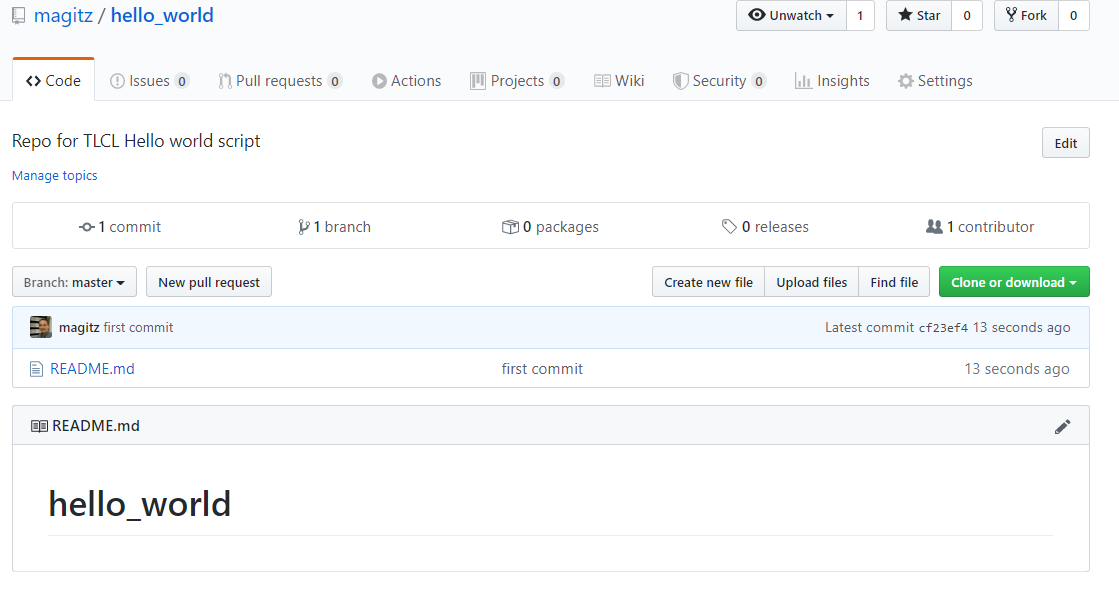 magitz / hello_world Unwatch 1 Star 0 Fork 0
Code Issues 0 Pull requests 0 Actions Projects 0 Wiki Security 0 Insights Settings
Repo for TLCL Hello world script Edit
Manage topics
1 commit 1 branch 0 packages 0 releases 1 contributor
Branch: master New pull request Create new file Upload files Find file Clone or download
magitz first commit Latest commit cf23ef4 13 seconds ago
README.md first commit 13 seconds ago
README.md
hello_world